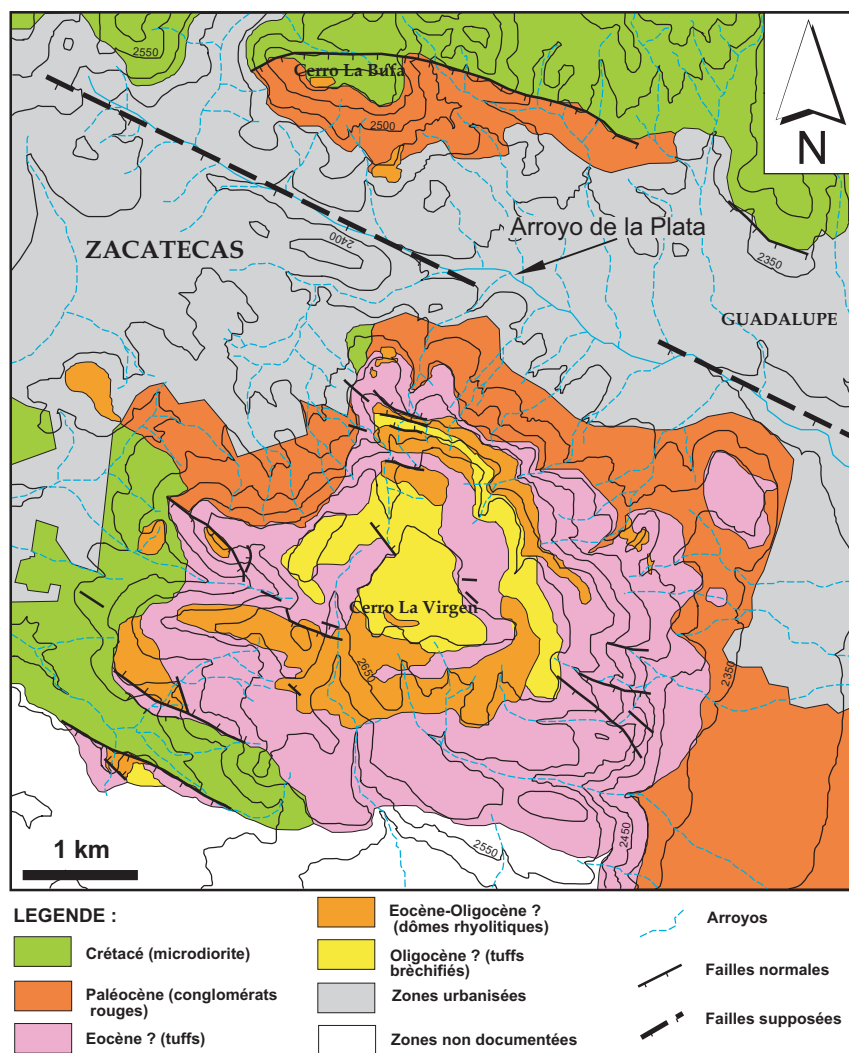 2550
Cerro La Bufa
2500
N
Arroyo de la Plata
ZACATECAS
2400
2350
GUADALUPE
Cerro La Virgen
2650
2350
2450
2550
1 km
LEGENDE :
Crétacé (microdiorite)
Paléocène (conglomérats
rouges)
Eocène ? (tuffs)
Eocène-Oligocène ?
(dômes rhyolitiques)
Oligocène ? (tuffs
brèchifiés)
Zones urbanisées
Zones non documentées
Arroyos
Failles normales
Failles supposées